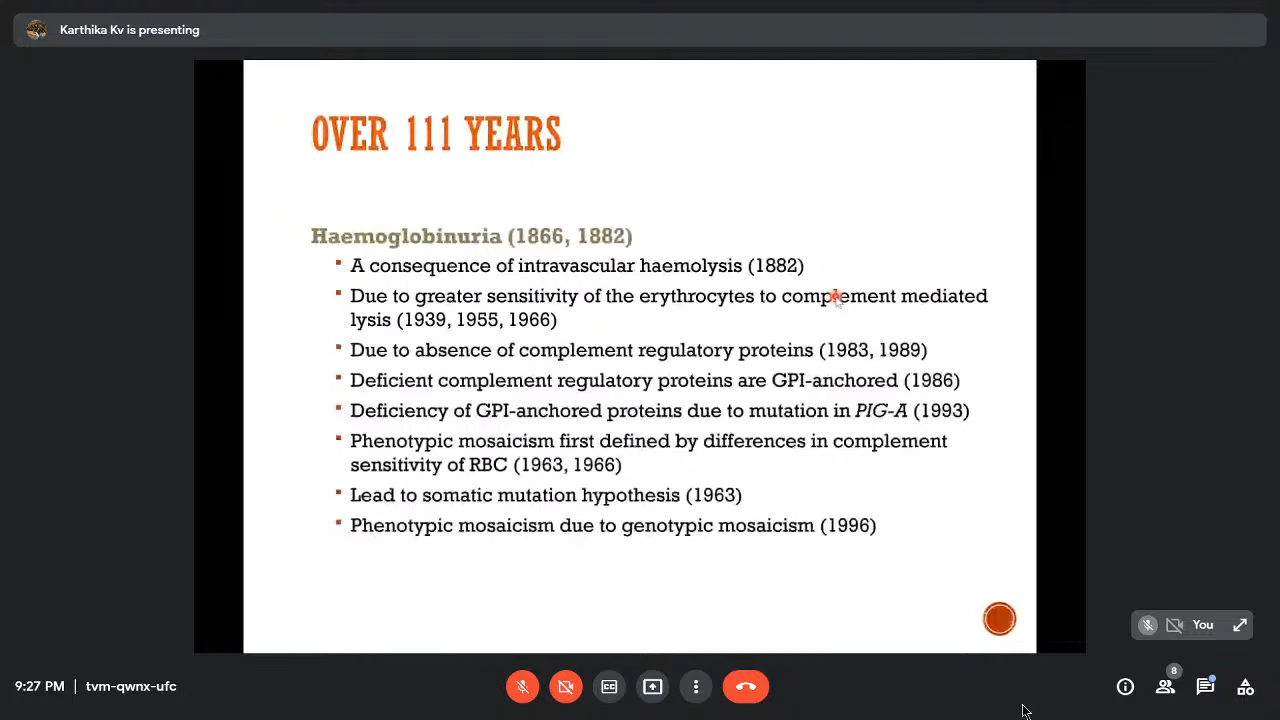 Karthika Kv is presenting
OVER 111 YEARS
Haemoglobinuria (1866, 1882)
A consequence of intravascular haemolysis (1882)
Due to greater sensitivity of the erythrocytes to complement mediated
lysis (1939, 1955, 1966)
Due to absence of complement regulatory proteins (1983, 1989)
Deficient complement regulatory proteins are GPI-anchored (1986)
Deficiency of GPI-anchored proteins due to mutation in PIG-A (1993)
Phenotypic mosaicism first defined by differences in complement
sensitivity of RBC (1963, 1966)
Lead to somatic mutation hypothesis (1963)
Phenotypic mosaicism due to genotypic mosaicism (1996)
You
9:27 PM | tvm-qwnx-ufc
CC
8